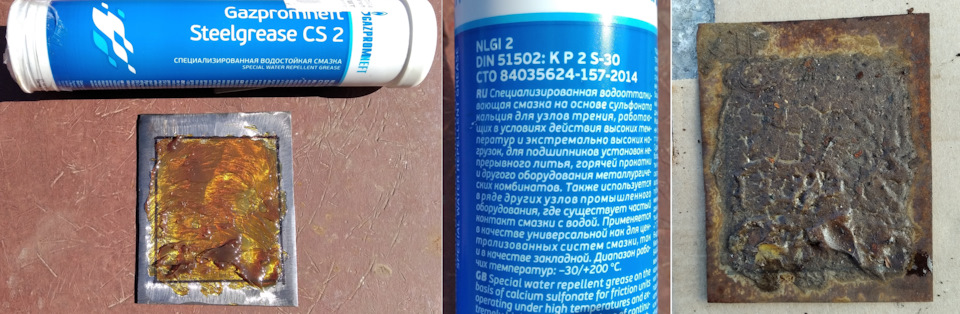 Gazpromneft
Steelgrease CS 2
СПЕЦИАЛИЗИРОВАННАЯ ВОДОСТОЙКАЯ СМАЗКА
SPECIAL WATER REPELLENT GREASE
GAZPROMNEFT
NLGI 2
DIN 51502: K P 2 S-30
СТО 84035624-157-2014
RU Специализированная водоотталки-
вающая смазка на основе сульфоната
кальция для узлов трения, работаю-
щих в условиях действия высоких тем-
ператур и экстремально высоких на-
грузок, для подшипников установок не-
прерывного литья, горячей прокатки
и другого оборудования металлургиче-
ских комбинатов. Также используется
в ряде других узлов промышленного
оборудования, где существует частый
контакт смазки с водой. Применяется
в качестве универсальной как для цен-
трализованных систем смазки, так
и в качестве закладной. Диапазон рабо-
чих температур: –30/+200 °C.
GB Special water repellent grease on the
basis of calcium sulfonate for friction units
operating under high temperatures and ex-